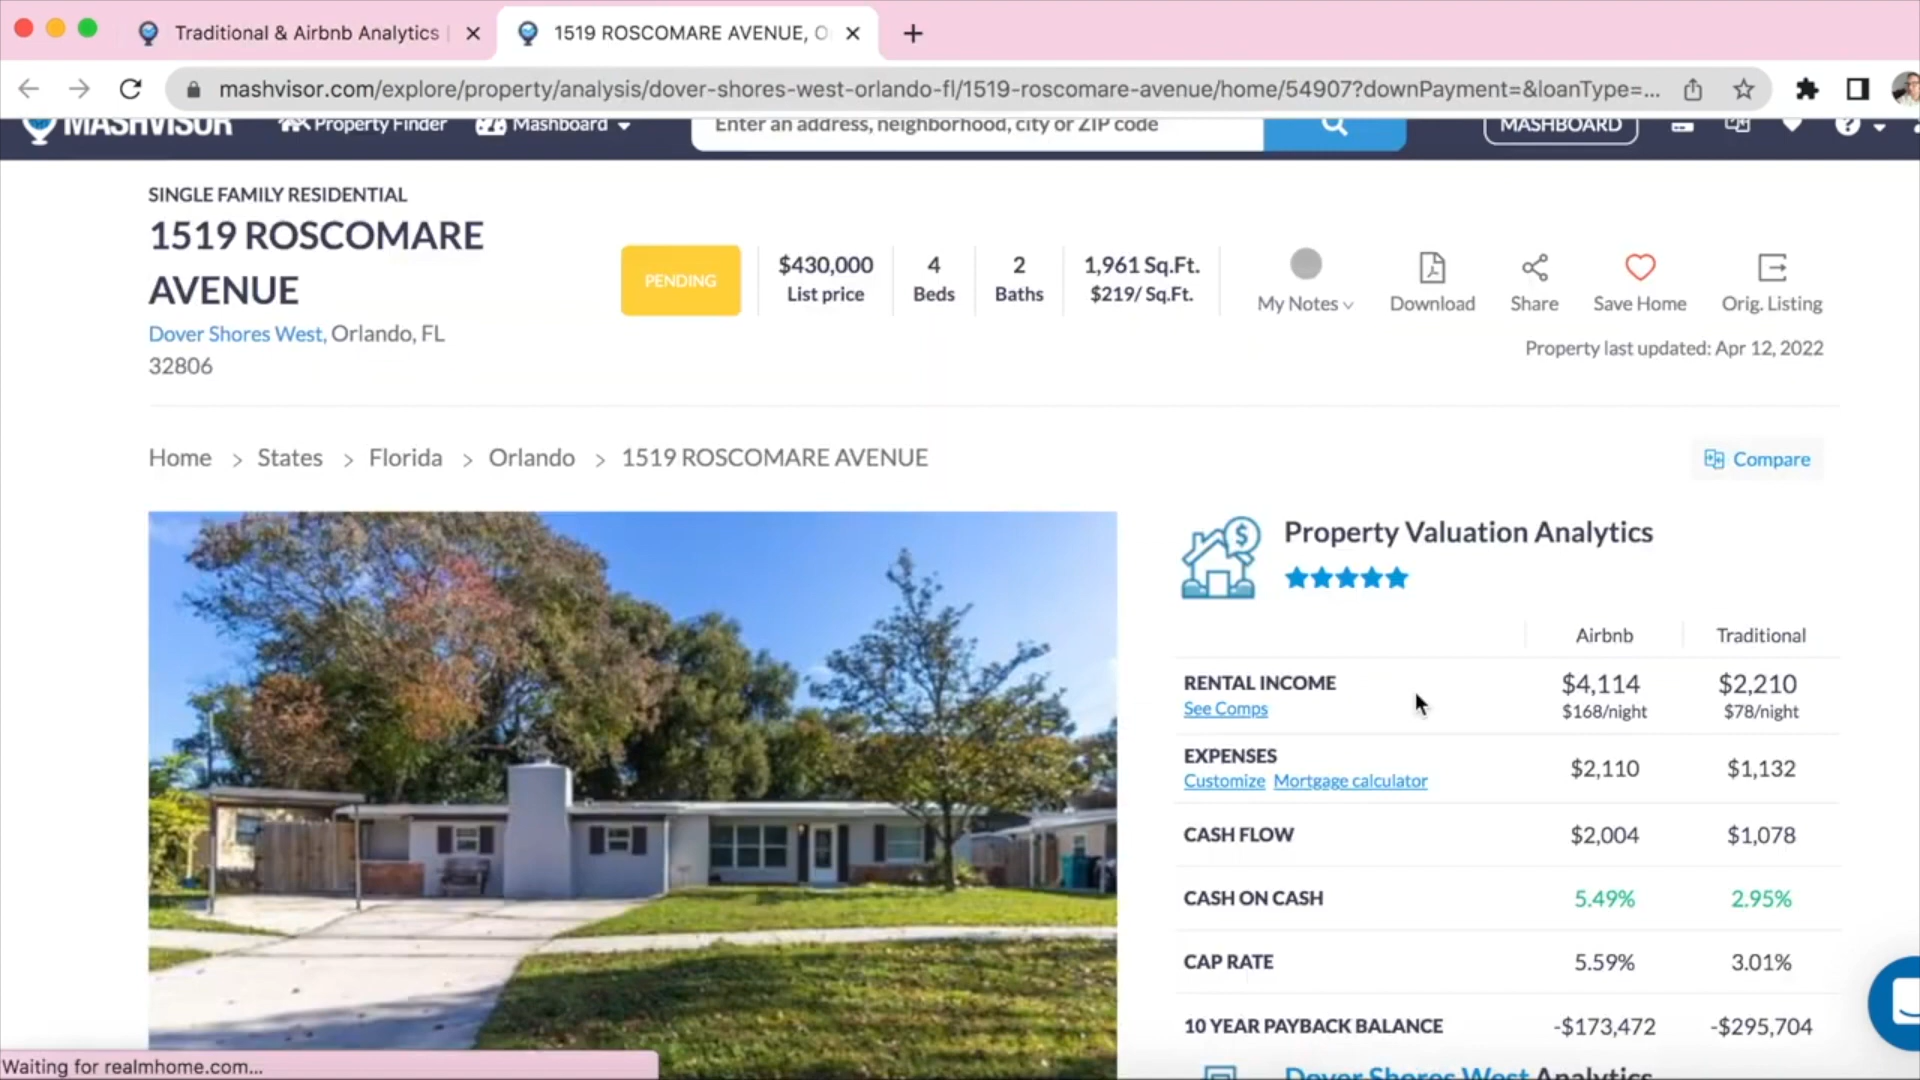 Traditional & Airbnb Analytics
1519 ROSCOMARE AVENUE, O
mashvisor.com/explore/property/analysis/dover-shores-west-orlando-fl/1519-roscomare-avenue/home/54907?downPayment=&loanType=...
MASHVISOR Property Finder Mashboard Enter an address, neighborhood, city or ZIP code MASHBOARD
SINGLE FAMILY RESIDENTIAL
1519 ROSCOMARE
AVENUE
Dover Shores West, Orlando, FL
32806
PENDING
$430,000
List price
4
Beds
2
Baths
1,961 Sq.Ft.
$219/ Sq.Ft.
My Notes
Download
Share
Save Home
Orig. Listing
Property last updated: Apr 12, 2022
Home > States > Florida > Orlando > 1519 ROSCOMARE AVENUE
Compare
Property Valuation Analytics
Airbnb Traditional
RENTAL INCOME $4,114 $2,210
See Comps $168/night $78/night
EXPENSES $2,110 $1,132
Customize Mortgage calculator
CASH FLOW $2,004 $1,078
CASH ON CASH 5.49% 2.95%
CAP RATE 5.59% 3.01%
10 YEAR PAYBACK BALANCE -$173,472 -$295,704
Dover Shores West Analytics
Waiting for realmhome.com...